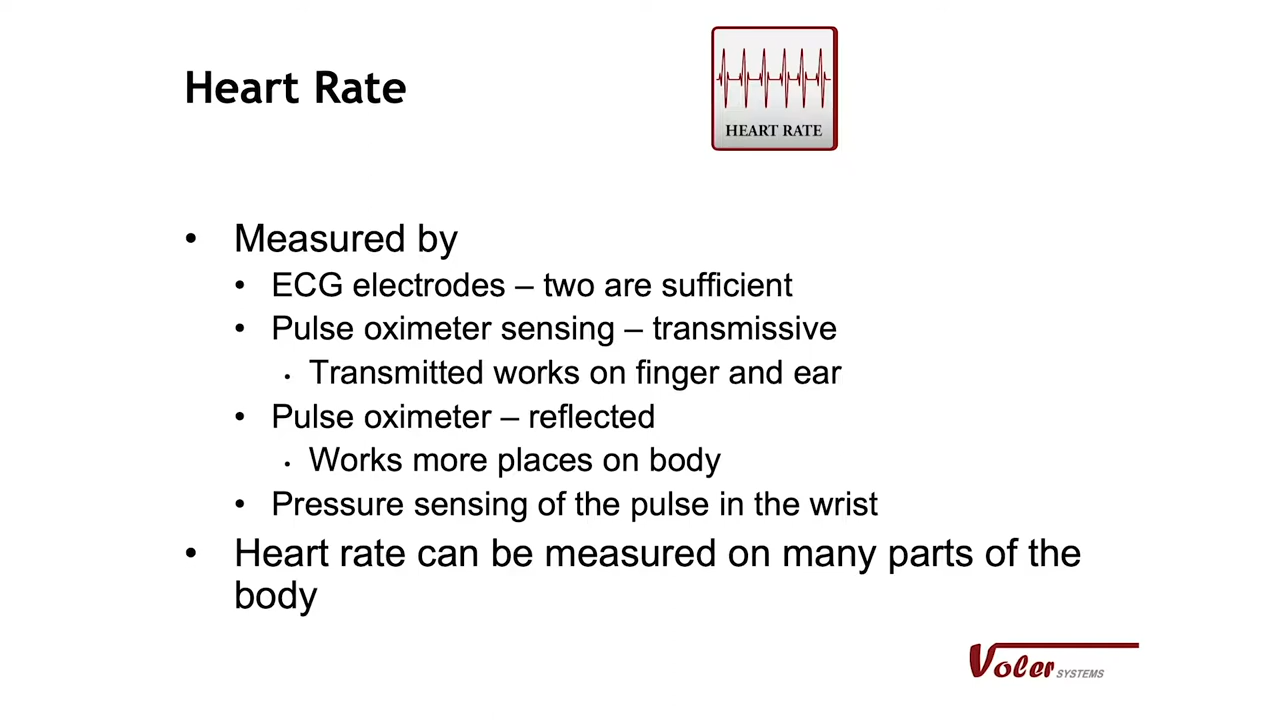 Heart Rate
HEART RATE
• Measured by
• ECG electrodes – two are sufficient
• Pulse oximeter sensing – transmissive
• Transmitted works on finger and ear
• Pulse oximeter – reflected
• Works more places on body
• Pressure sensing of the pulse in the wrist
• Heart rate can be measured on many parts of the
body
Voler SYSTEMS